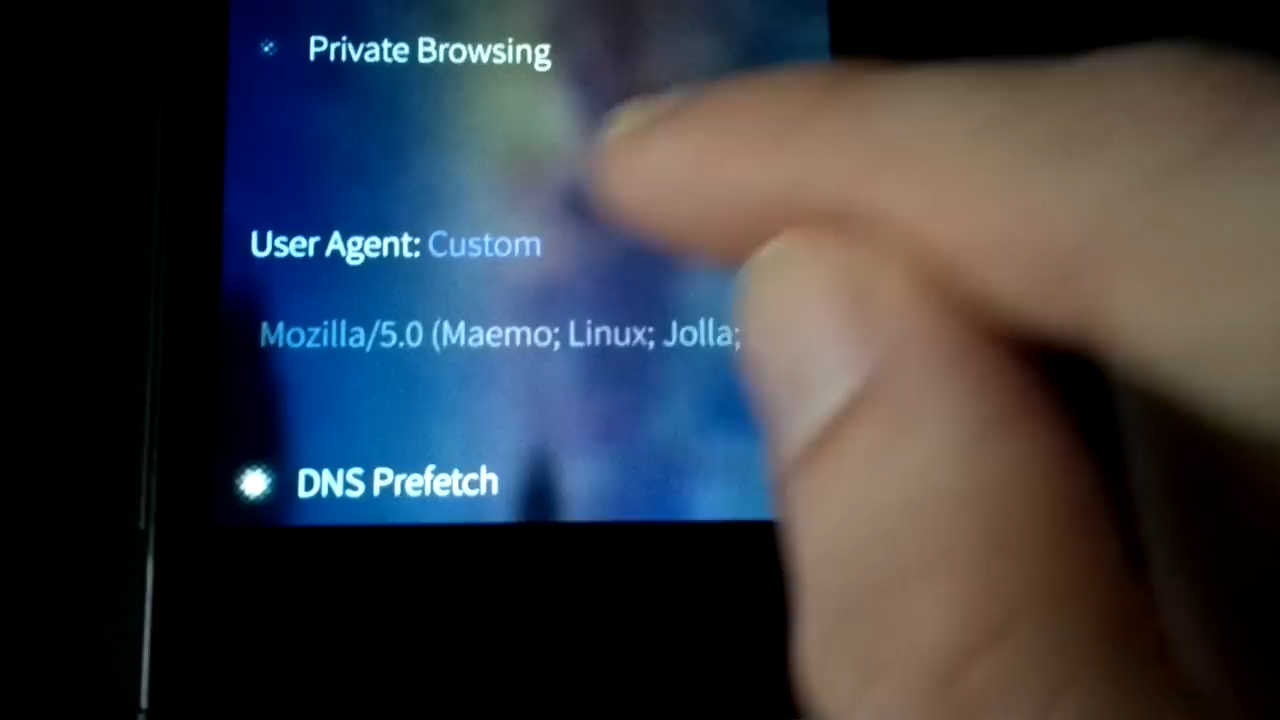 Private Browsing
User Agent: Custom
Mozilla/5.0 (Maemo; Linux; Jolla;
DNS Prefetch